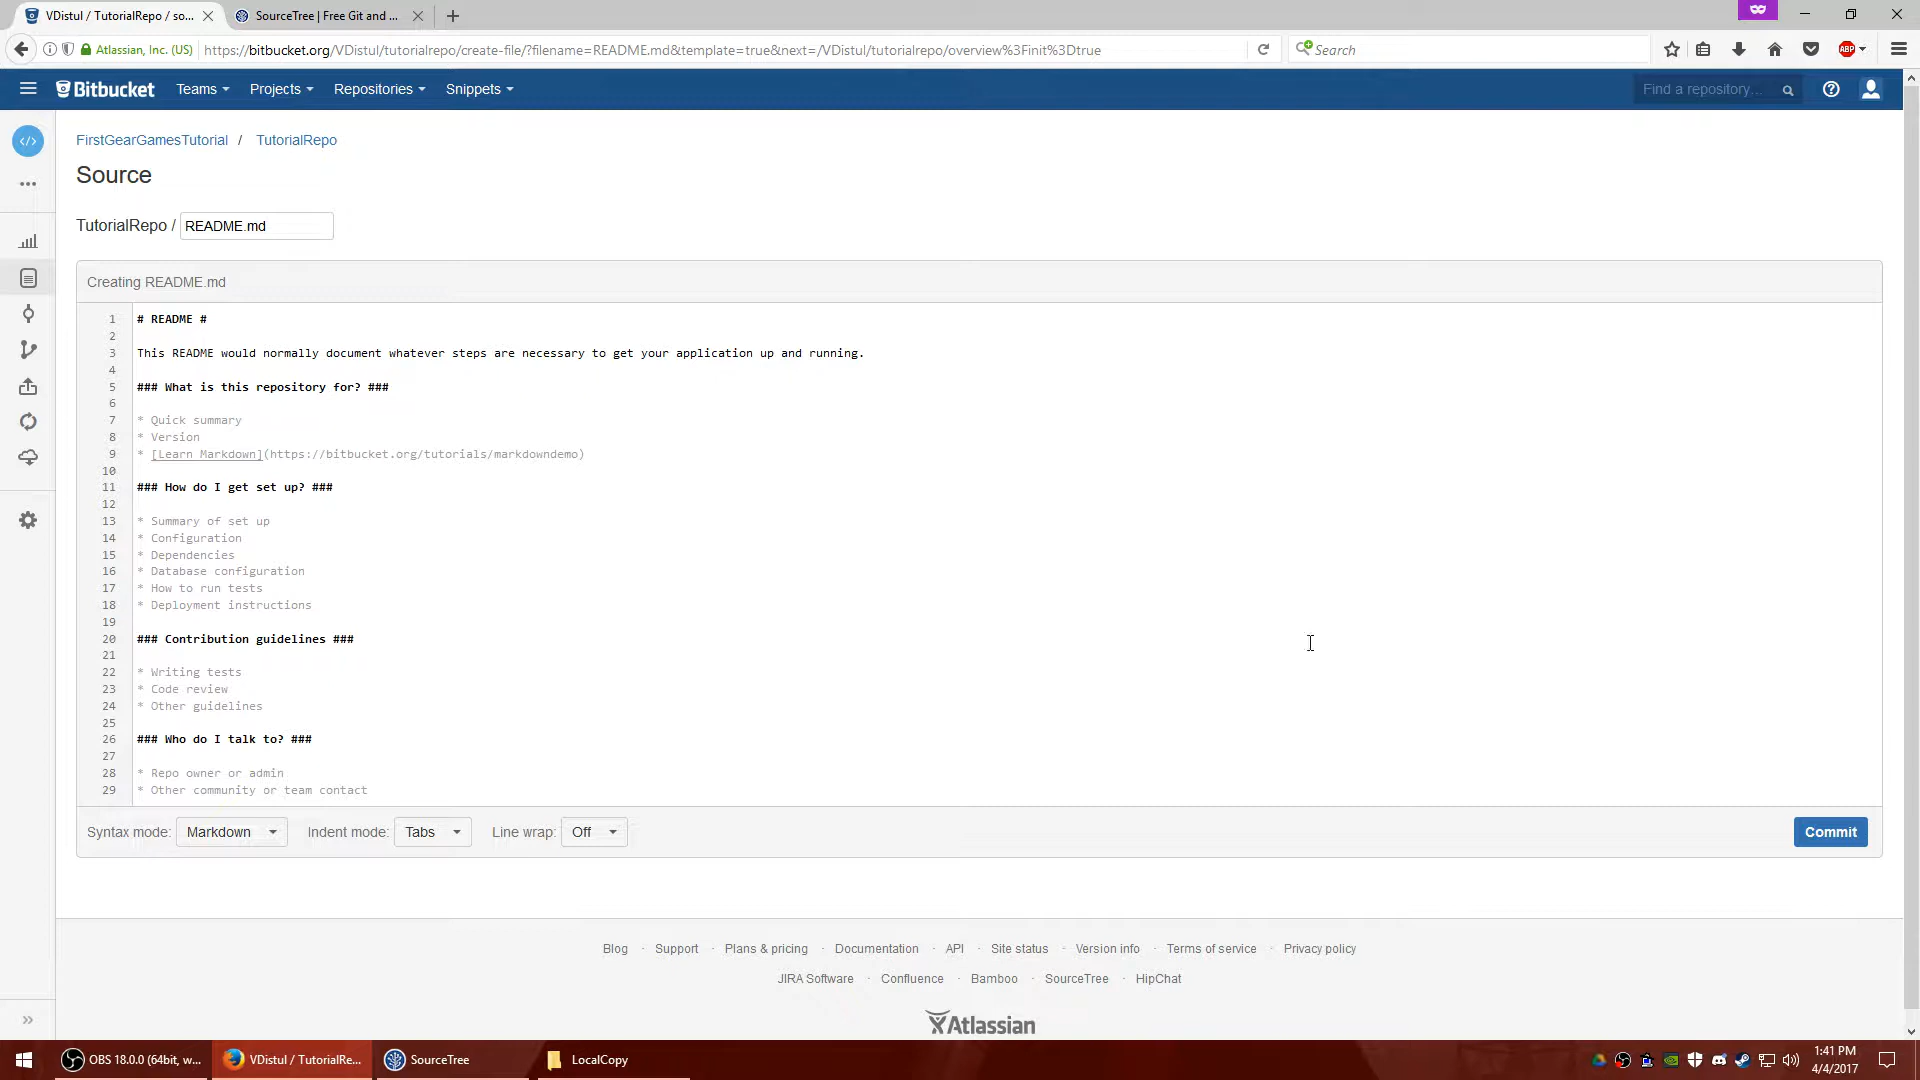 VDistul / TutorialRepo / so...
SourceTree | Free Git and ...
Atlassian, Inc. (US)
https://bitbucket.org/VDistul/tutorialrepo/create-file/?filename=README.md&template=true&next=/VDistul/tutorialrepo/overview%3Finit%3Dtrue
Search
ABP
Bitbucket
Teams
Projects
Repositories
Snippets
Find a repository...
FirstGearGamesTutorial / TutorialRepo
Source
TutorialRepo / README.md
Creating README.md
1 # README #
2
3 This README would normally document whatever steps are necessary to get your application up and running.
4
5 ### What is this repository for? ###
6
7 * Quick summary
8 * Version
9 * [Learn Markdown](https://bitbucket.org/tutorials/markdowndemo)
10
11 ### How do I get set up? ###
12
13 * Summary of set up
14 * Configuration
15 * Dependencies
16 * Database configuration
17 * How to run tests
18 * Deployment instructions
19
20 ### Contribution guidelines ###
21
22 * Writing tests
23 * Code review
24 * Other guidelines
25
26 ### Who do I talk to? ###
27
28 * Repo owner or admin
29 * Other community or team contact
Syntax mode: Markdown Indent mode: Tabs Line wrap: Off Commit
Blog · Support · Plans & pricing · Documentation · API · Site status · Version info · Terms of service · Privacy policy
JIRA Software · Confluence · Bamboo · SourceTree · HipChat
Atlassian
OBS 18.0.0 (64bit, w...
VDistul / TutorialRe...
SourceTree
LocalCopy
1:41 PM
4/4/2017